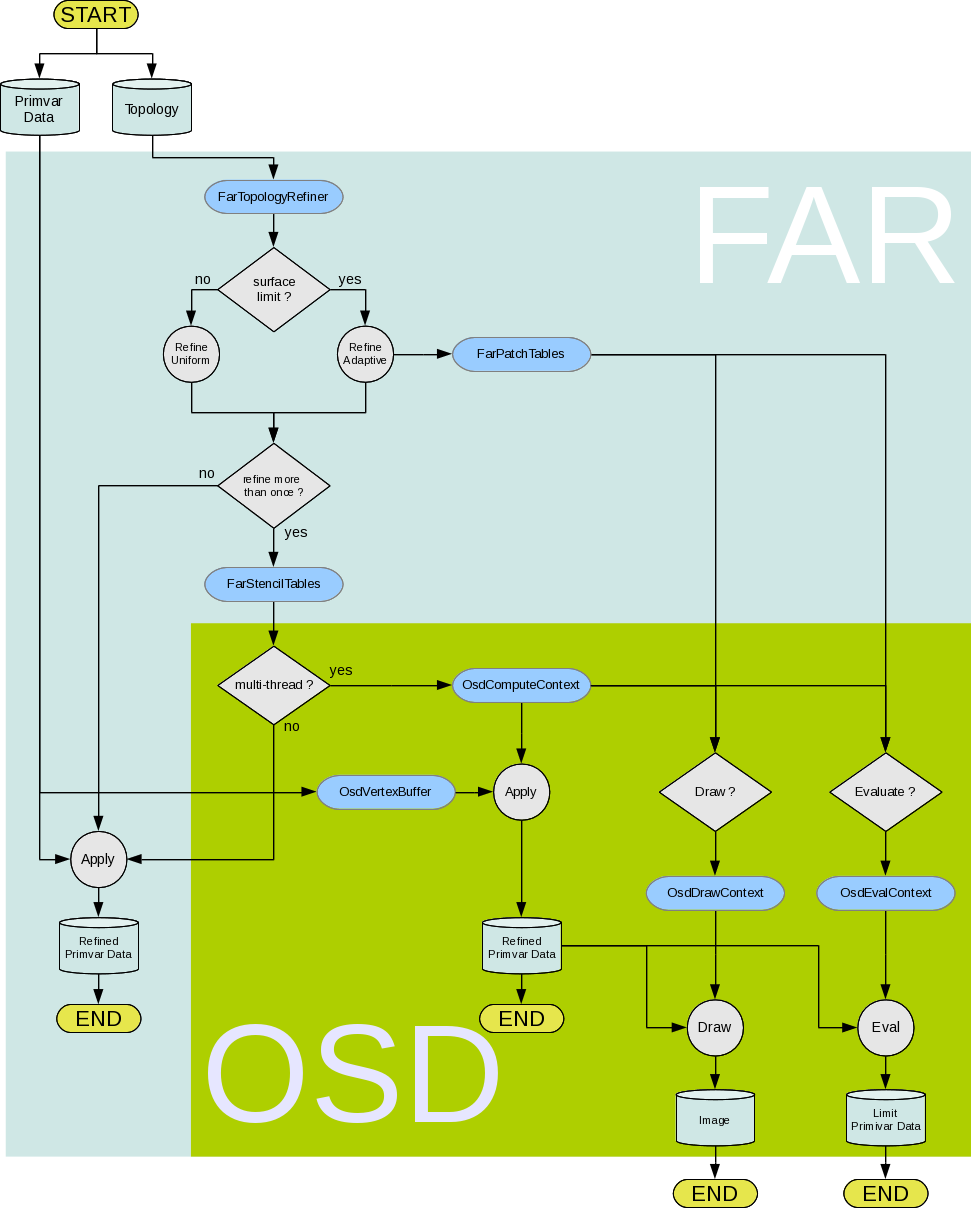 START
Primvar
Data
Topology
FAR
FarTopologyRefiner
surface
limit ?
no
yes
Refine
Uniform
Refine
Adaptive
FarPatchTables
refine more
than once ?
no
yes
FarStencilTables
multi-thread ?
yes
no
OsdComputeContext
OsdVertexBuffer
Apply
Draw ?
Evaluate ?
Apply
OsdDrawContext
OsdEvalContext
Refined
Primvar Data
Refined
Primvar Data
END
END
Draw
Eval
OSD
Image
Limit
Primivar Data
END
END